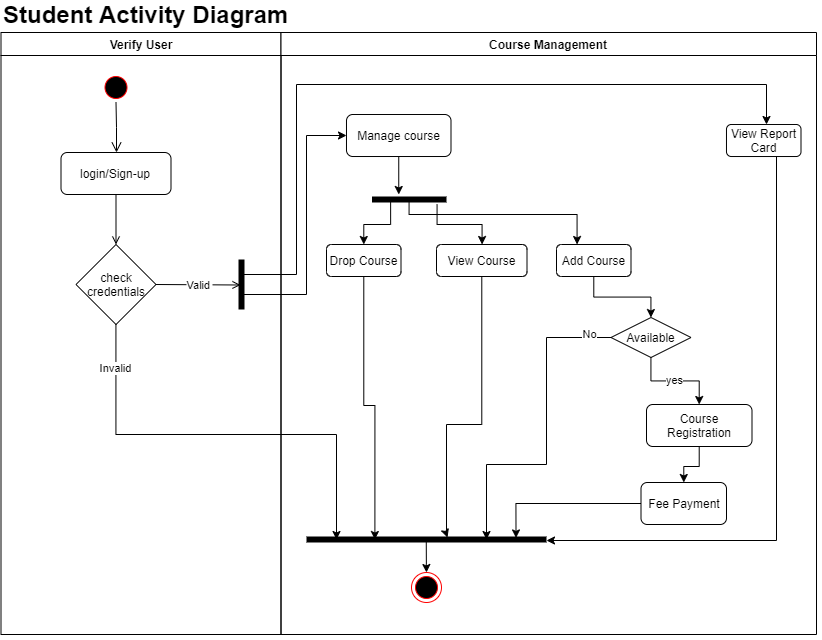 Student Activity Diagram
Verify User
Course Management
login/Sign-up
check
credentials
Valid
Invalid
Manage course
View Report
Card
Drop Course
View Course
Add Course
Available
No
yes
Course
Registration
Fee Payment